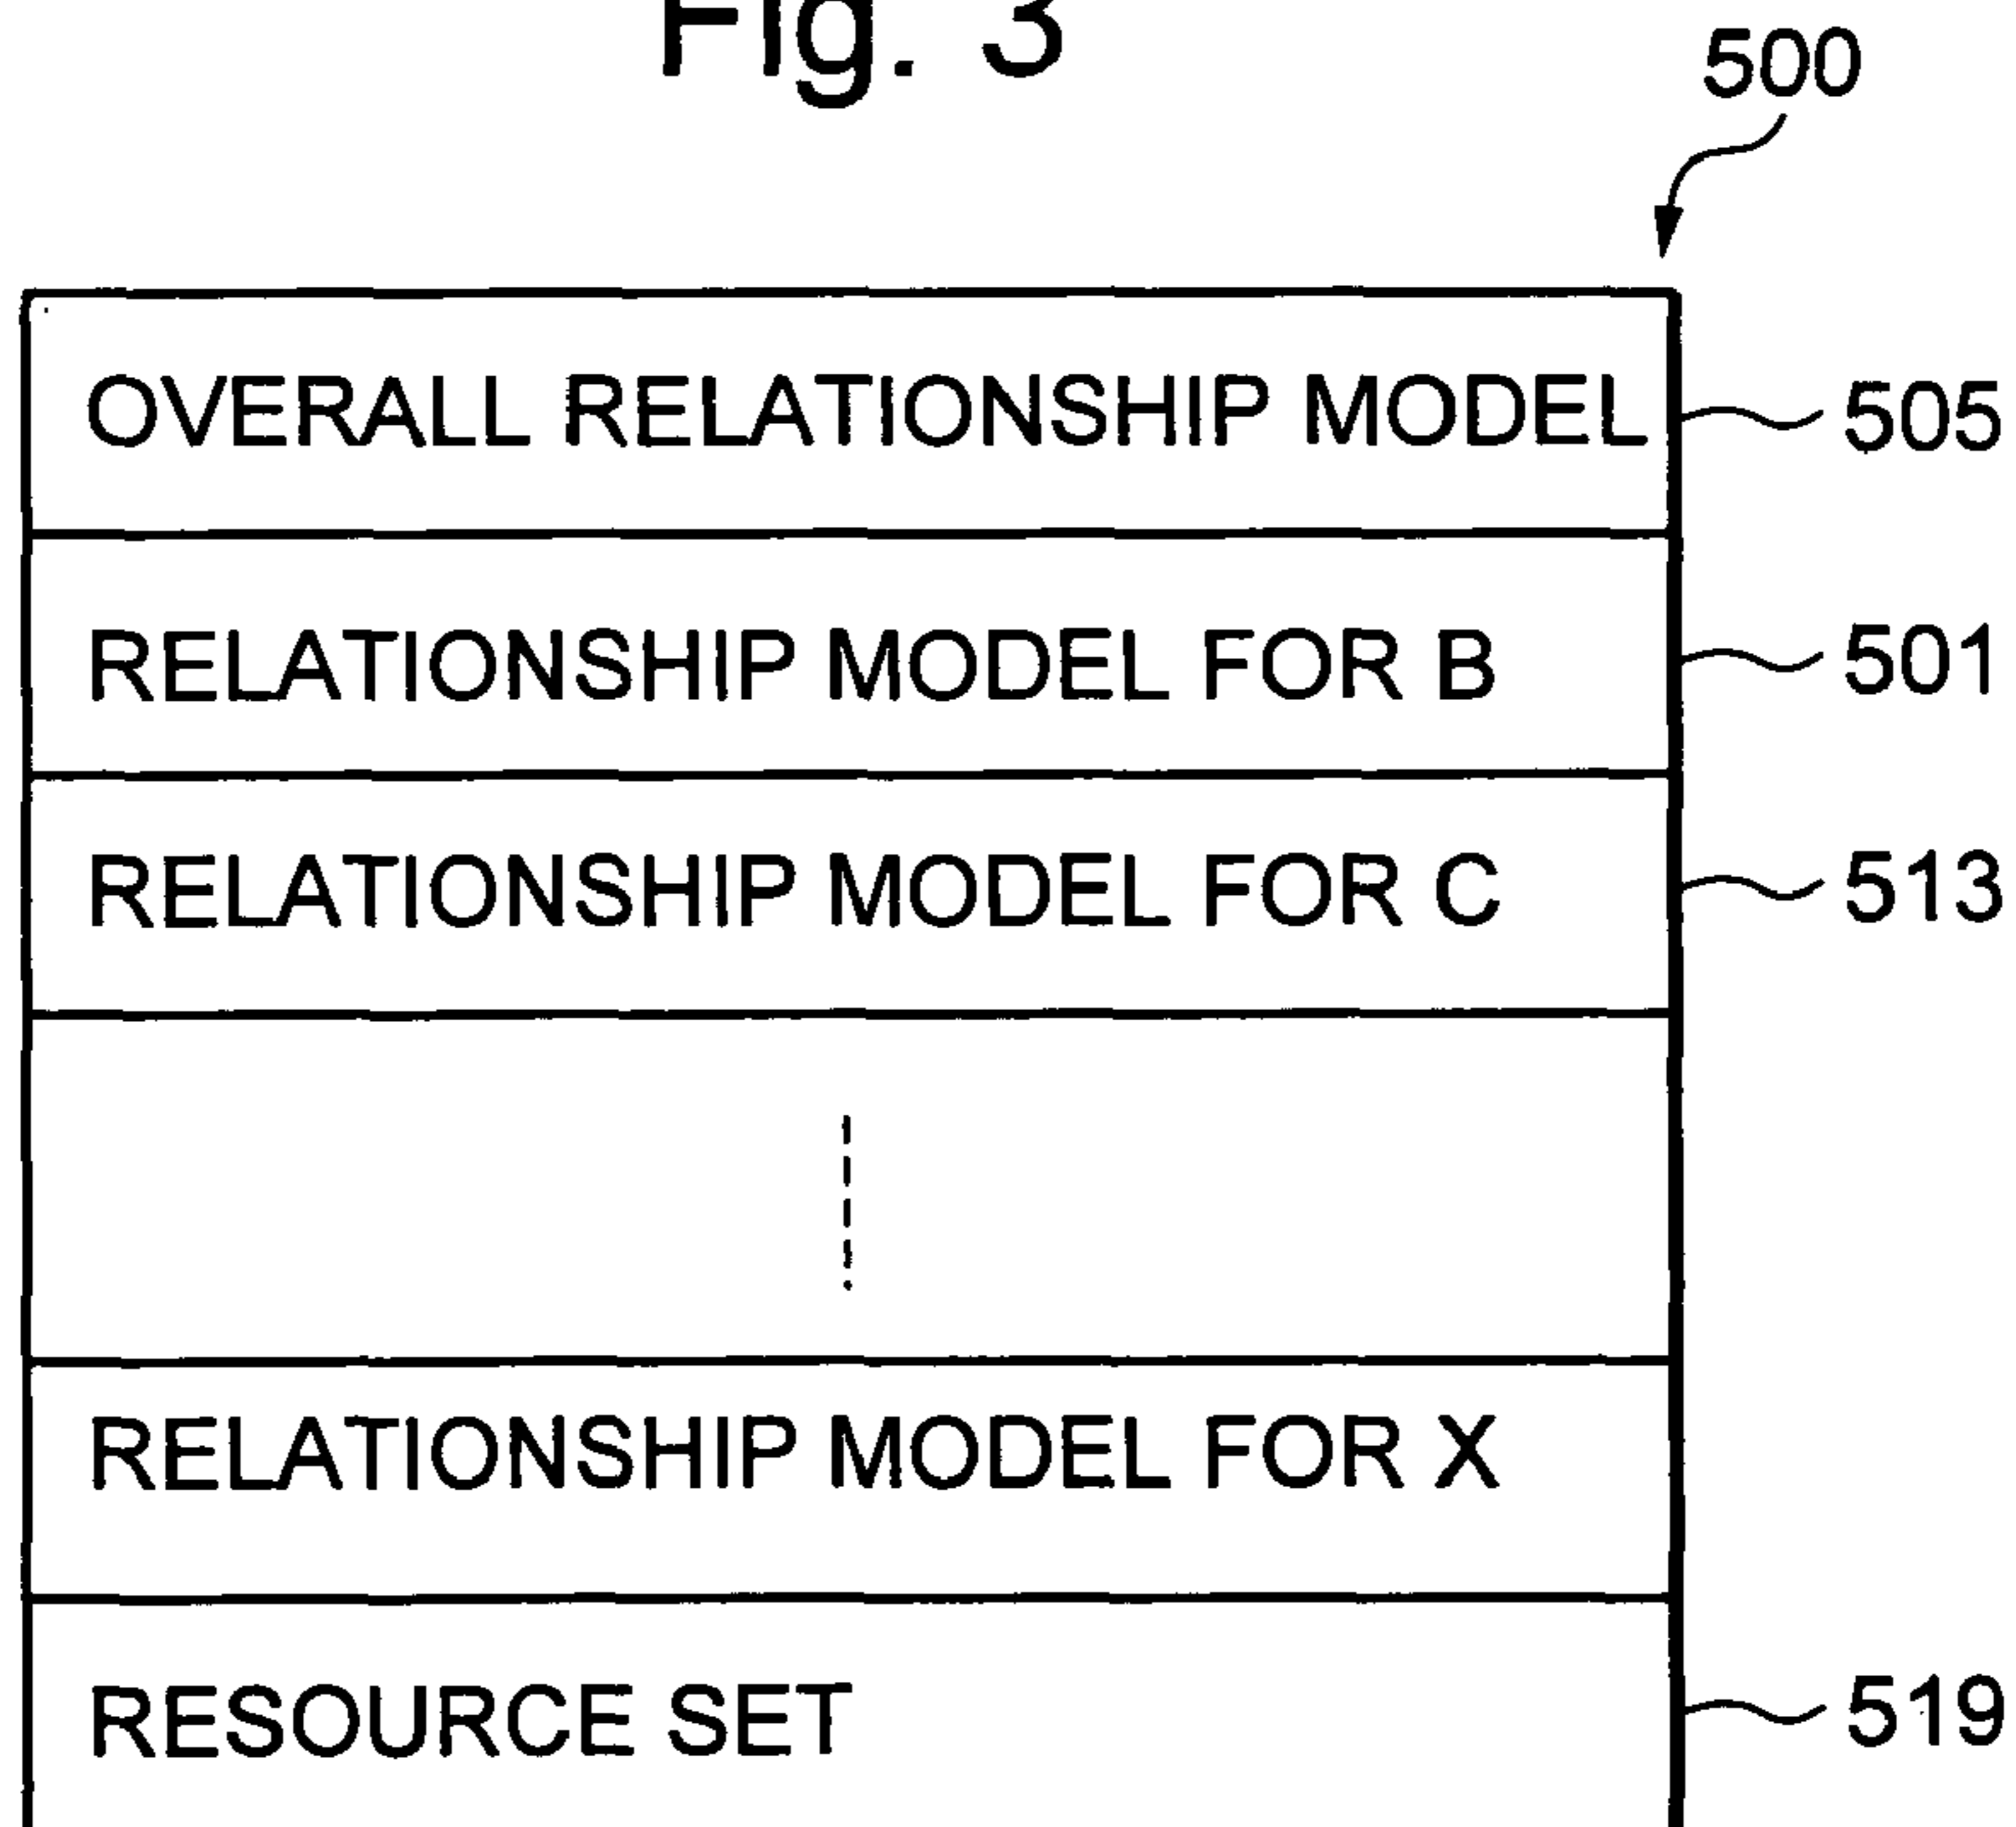 Fig. 3
500
OVERALL RELATIONSHIP MODEL 505
RELATIONSHIP MODEL FOR B 501
RELATIONSHIP MODEL FOR C 513
RELATIONSHIP MODEL FOR X
RESOURCE SET 519